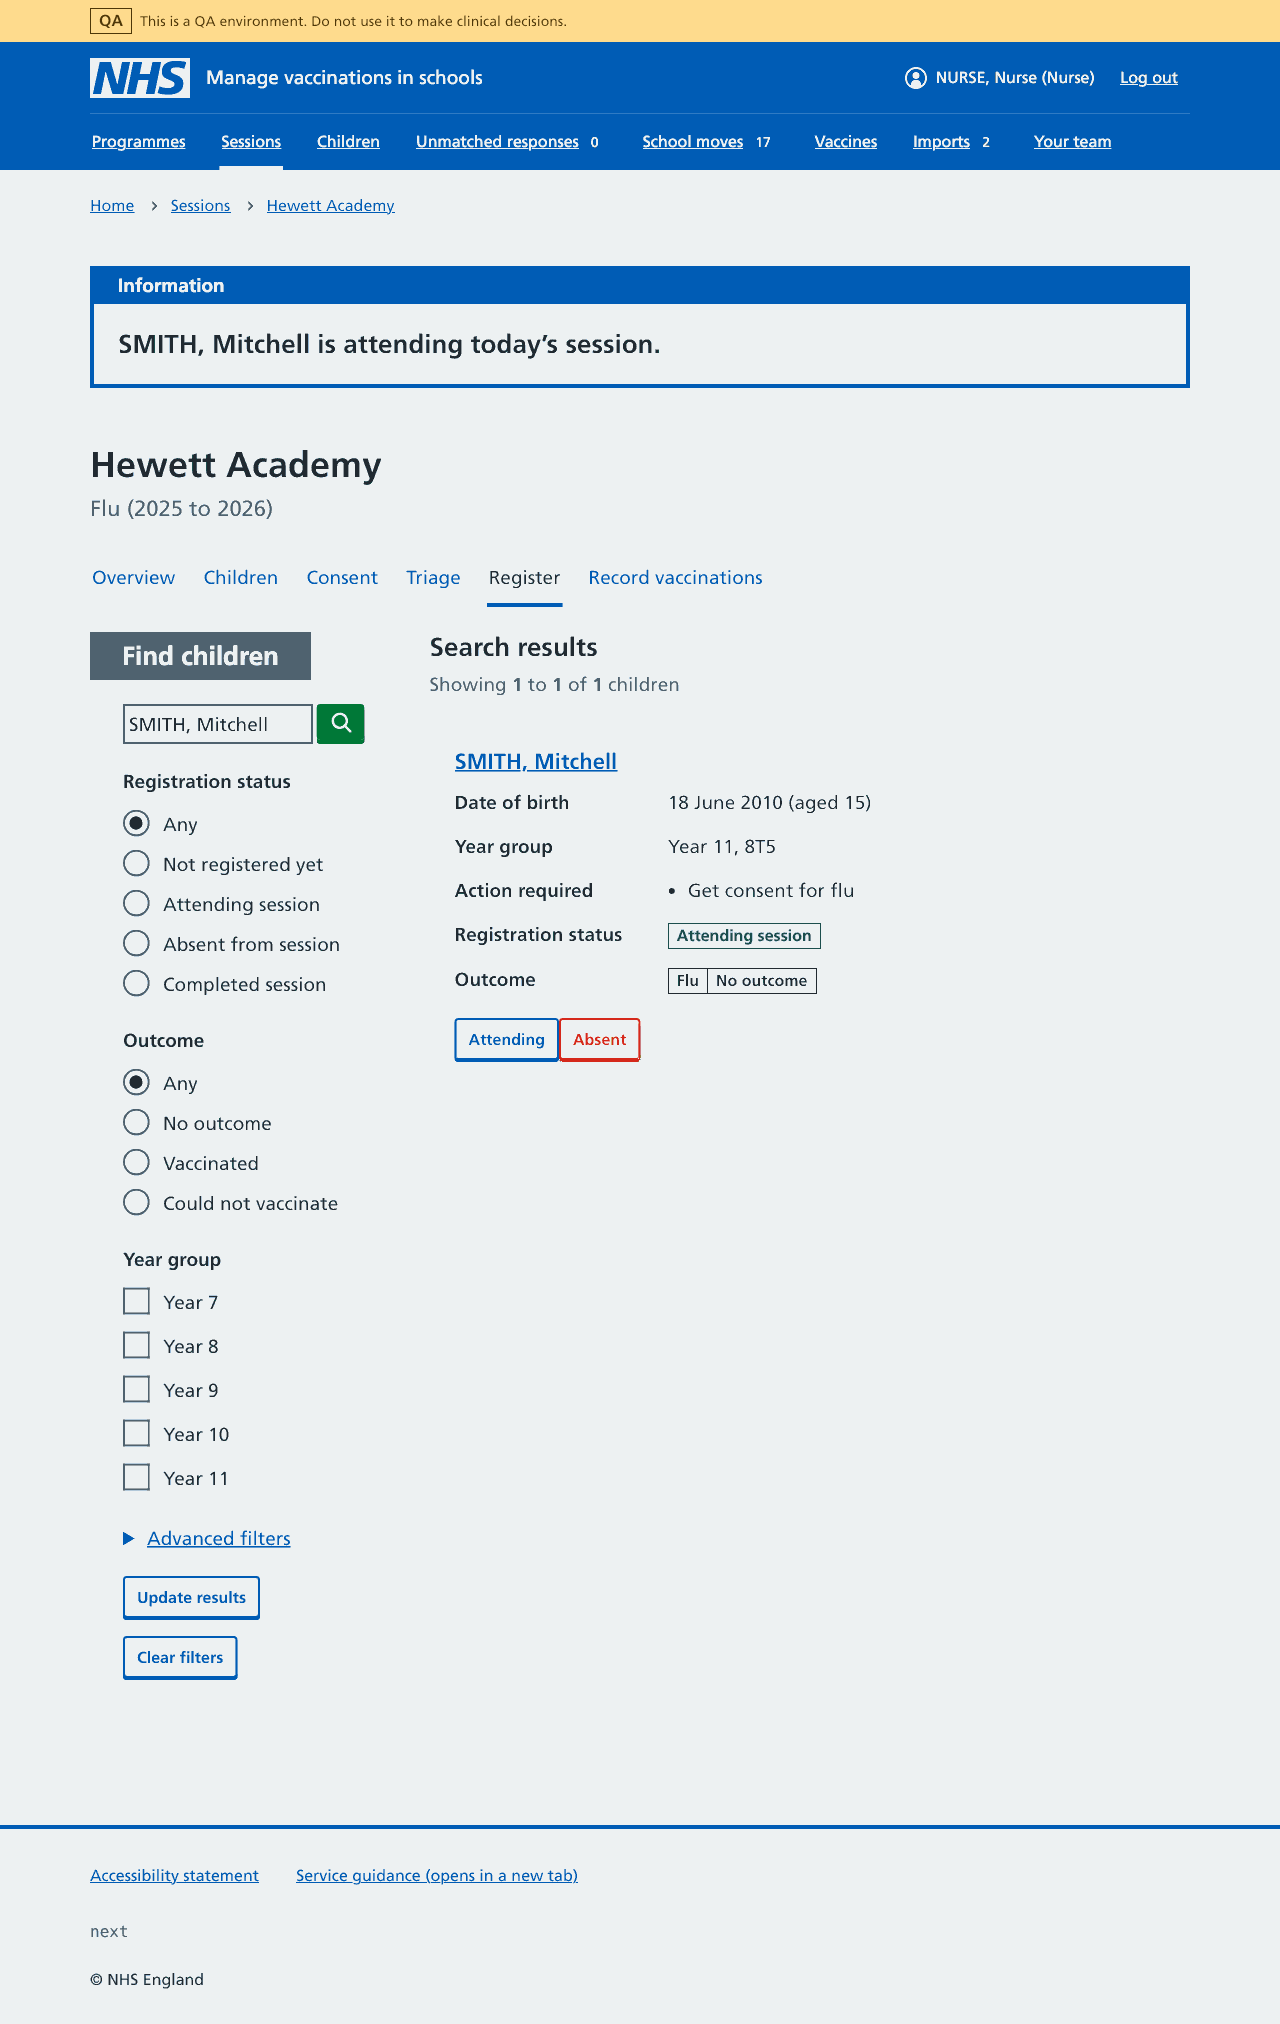 QA This is a QA environment. Do not use it to make clinical decisions.
NHS Manage vaccinations in schools NURSE, Nurse (Nurse) Log out
Programmes Sessions Children Unmatched responses 0 School moves 17 Vaccines Imports 2 Your team
Home Sessions Hewett Academy
Information
SMITH, Mitchell is attending today’s session.
Hewett Academy
Flu (2025 to 2026)
Overview Children Consent Triage Register Record vaccinations
Find children
SMITH, Mitchell
Registration status
Any
Not registered yet
Attending session
Absent from session
Completed session
Outcome
Any
No outcome
Vaccinated
Could not vaccinate
Year group
Year 7
Year 8
Year 9
Year 10
Year 11
Advanced filters
Update results
Clear filters
Search results
Showing 1 to 1 of 1 children
SMITH, Mitchell
Date of birth 18 June 2010 (aged 15)
Year group Year 11, 8T5
Action required • Get consent for flu
Registration status Attending session
Outcome Flu No outcome
Attending Absent
Accessibility statement Service guidance (opens in a new tab)
next
© NHS England